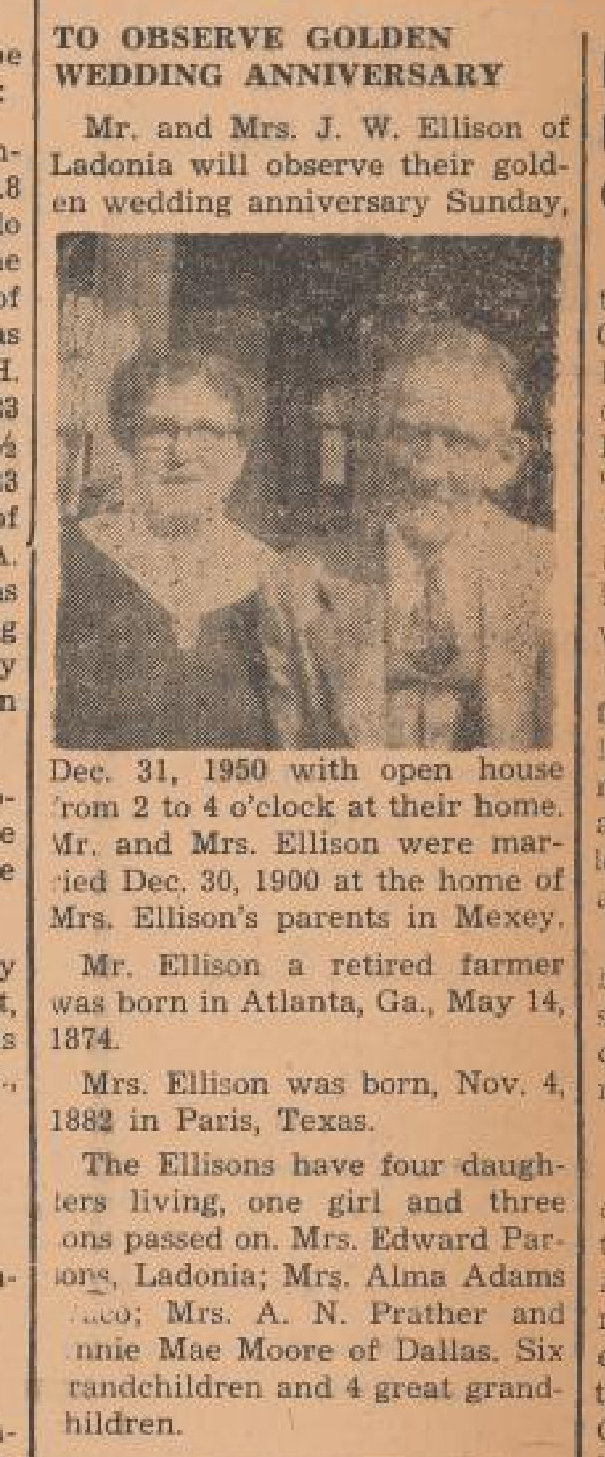 TO OBSERVE GOLDEN
WEDDING ANNIVERSARY
Mr. and Mrs. J. W. Ellison of
Ladonia will observe their gold-
en wedding anniversary Sunday,
Dec. 31, 1950 with open house
rom 2 to 4 o'clock at their home.
Mr. and Mrs. Ellison were mar-
ried Dec. 30, 1900 at the home of
Mrs. Ellison's parents in Mexey.
Mr. Ellison a retired farmer
was born in Atlanta, Ga., May 14,
1874.
Mrs. Ellison was born, Nov. 4,
1882 in Paris, Texas.
The Ellisons have four daugh-
ters living, one girl and three
ons passed on. Mrs. Edward Par-
sons, Ladonia; Mrs. Alma Adams
Mrs. A. N. Prather and
nnie Mae Moore of Dallas. Six
randchildren and 4 great grand-
hildren.